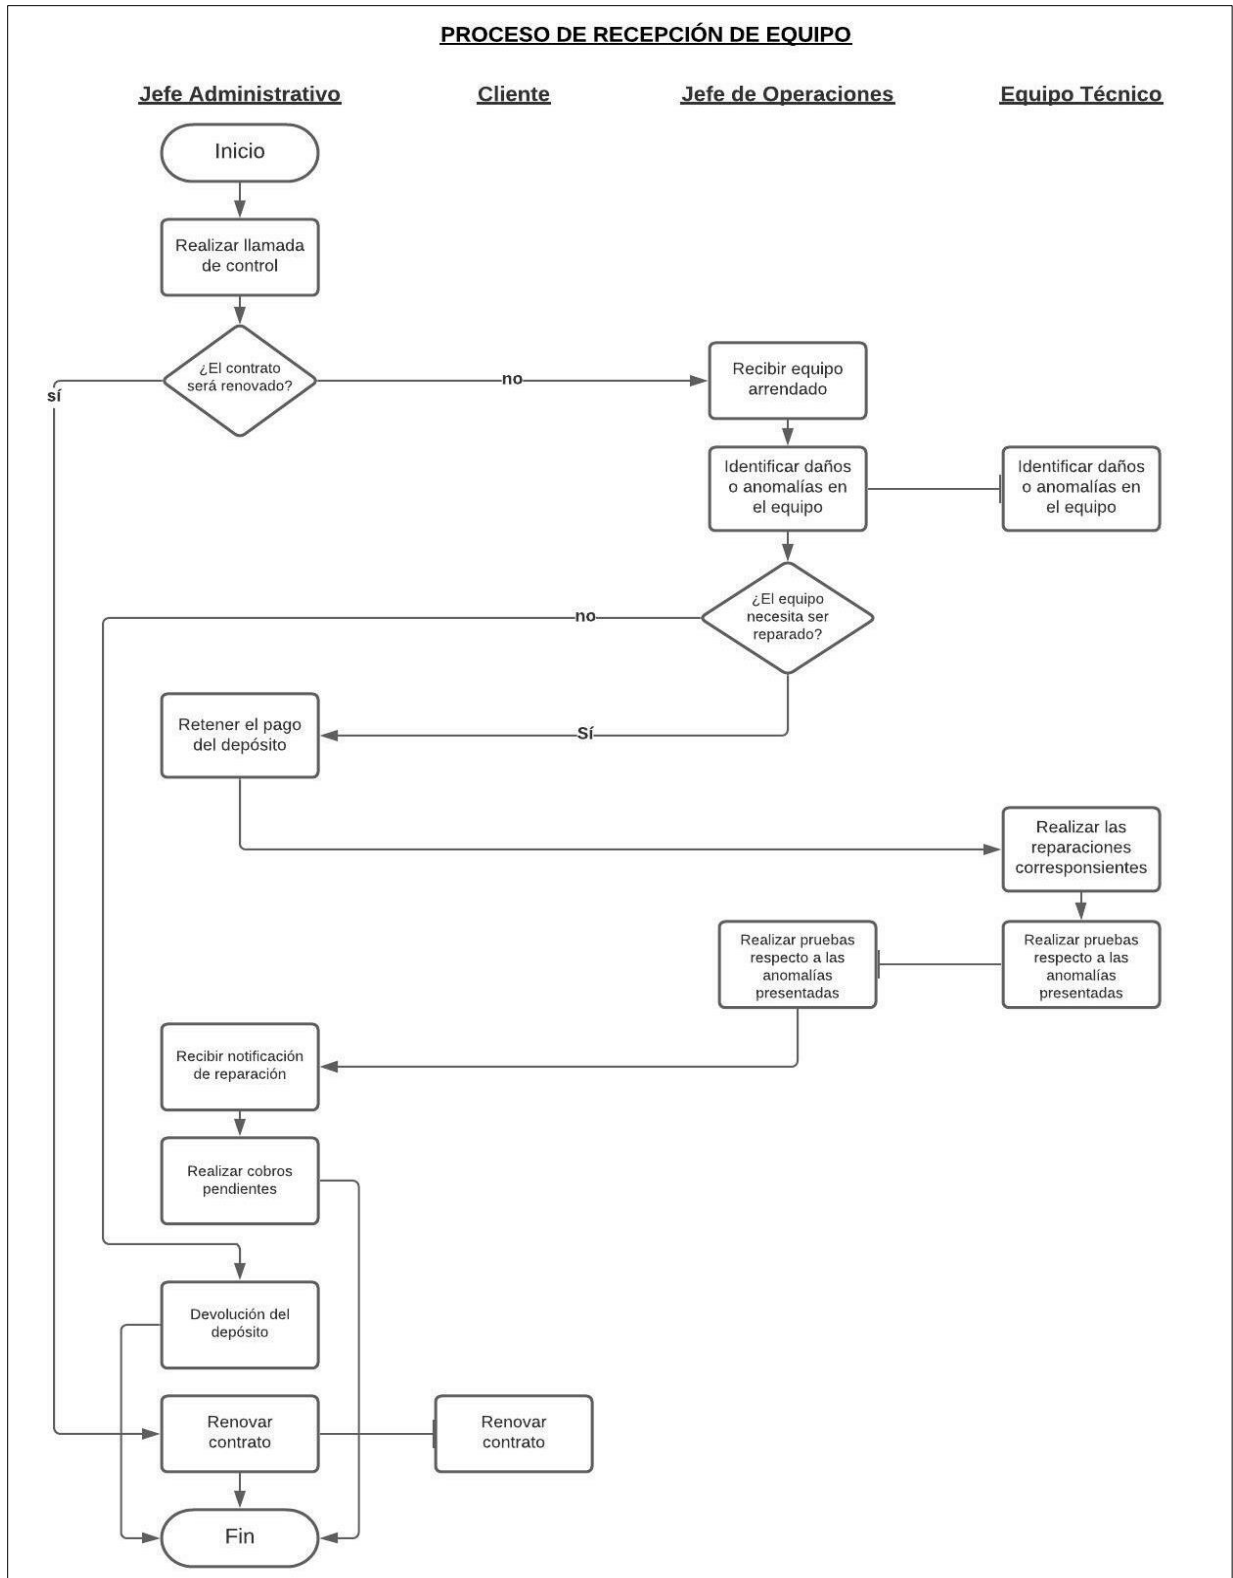 PROCESO DE RECEPCIÓN DE EQUIPO
Jefe Administrativo
Cliente
Jefe de Operaciones
Equipo Técnico
Inicio
Realizar llamada
de control
¿El contrato
será renovado?
sí
no
Recibir equipo
arrendado
Identificar daños
o anomalías en
el equipo
Identificar daños
o anomalías en
el equipo
¿El equipo
necesita ser
reparado?
no
Sí
Retener el pago
del depósito
Realizar las
reparaciones
corresponsientes
Realizar pruebas
respecto a las
anomalías
presentadas
Realizar pruebas
respecto a las
anomalías
presentadas
Recibir notificación
de reparación
Realizar cobros
pendientes
Devolución del
depósito
Renovar
contrato
Renovar
contrato
Fin